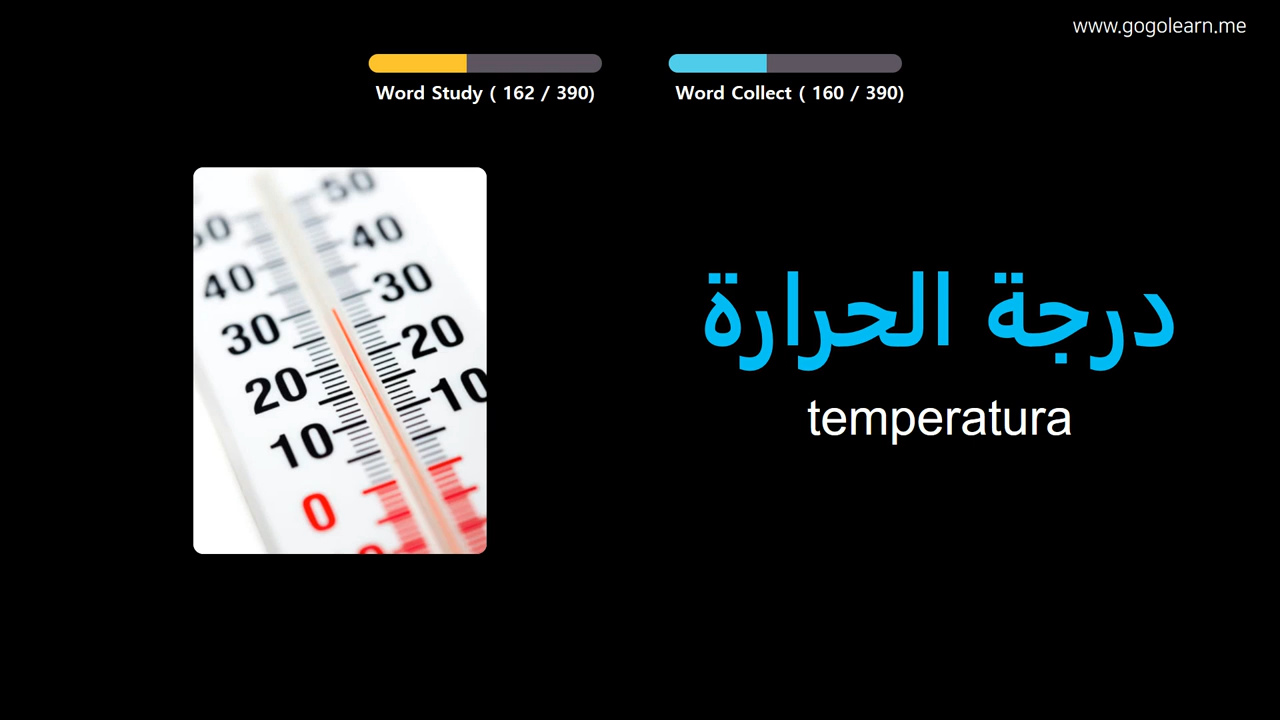 www.gogolearn.me
Word Study ( 162 / 390)
Word Collect ( 160 / 390)
50
40
30
20
10
40
30
20
10
0
درجة الحرارة
temperatura